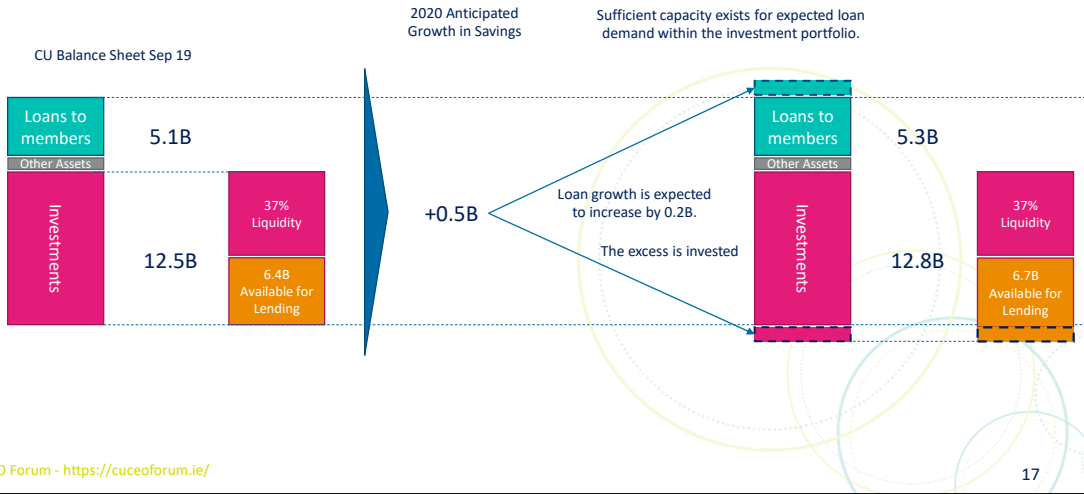 2020 Anticipated
Growth in Savings
Sufficient capacity exists for expected loan
demand within the investment portfolio.
CU Balance Sheet Sep 19
Loans to
members
5.1B
Other Assets
Investments
12.5B
37%
Liquidity
6.4B
Available for
Lending
+0.5B
Loan growth is expected
to increase by 0.2B.
The excess is invested
Loans to
members
5.3B
Other Assets
Investments
12.8B
37%
Liquidity
6.7B
Available for
Lending
O Forum - https://cuceoforum.ie/
17